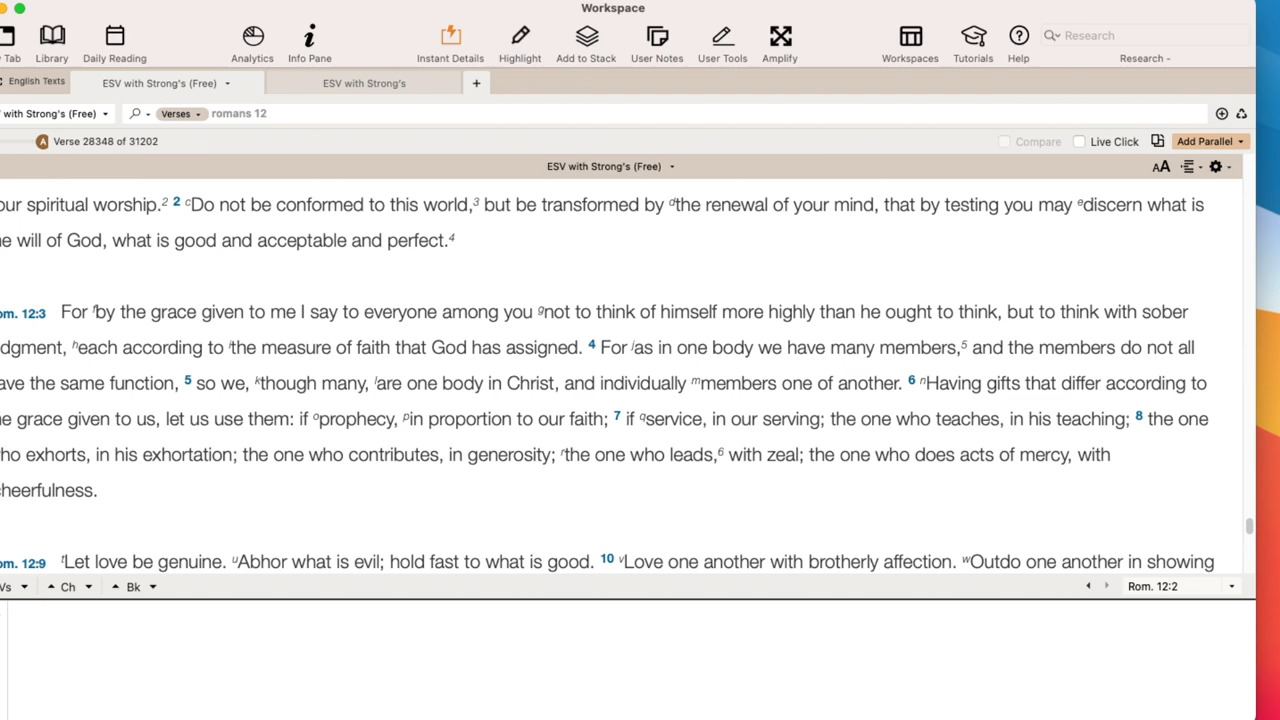 Workspace
Tab Library Daily Reading Analytics Info Pane Instant Details Highlight Add to Stack User Notes User Tools Amplify Workspaces Tutorials Help Research
Research -
English Texts ESV with Strong's (Free) ESV with Strong's +
with Strong's (Free) Verses romans 12
A Verse 28348 of 31202 Compare Live Click Add Parallel
ESV with Strong's (Free) AA
our spiritual worship.2 2 cDo not be conformed to this world,3 but be transformed by dthe renewal of your mind, that by testing you may ediscern what is
e will of God, what is good and acceptable and perfect.4
om. 12:3 For fby the grace given to me I say to everyone among you gnot to think of himself more highly than he ought to think, but to think with sober
dgment, heach according to ithe measure of faith that God has assigned. 4 For jas in one body we have many members,5 and the members do not all
ave the same function, 5 so we, kthough many, lare one body in Christ, and individually mmembers one of another. 6 nHaving gifts that differ according to
e grace given to us, let us use them: if oprophecy, pin proportion to our faith; 7 if qservice, in our serving; the one who teaches, in his teaching; 8 the one
ho exhorts, in his exhortation; the one who contributes, in generosity; rthe one who leads,6 with zeal; the one who does acts of mercy, with
cheerfulness.
om. 12:9 tLet love be genuine. uAbhor what is evil; hold fast to what is good. 10 vLove one another with brotherly affection. wOutdo one another in showing
Vs Ch Bk Rom. 12:2